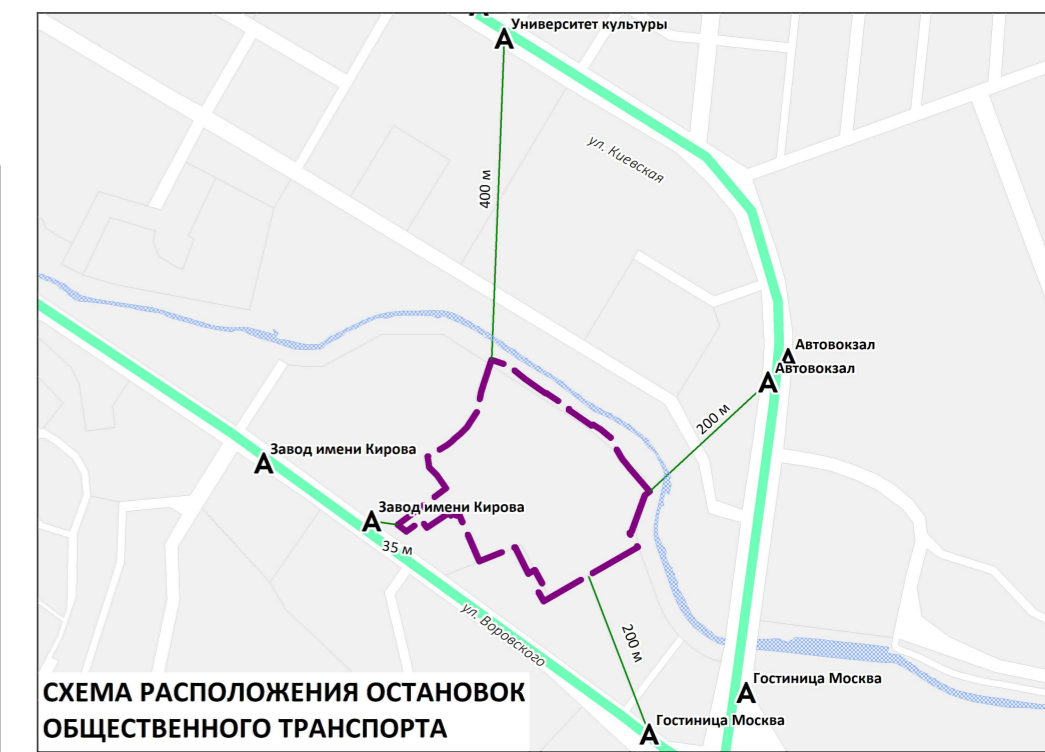 Университет культуры
ул. Киевская
400 м
Автовокзал
Автовокзал
200 м
Завод имени Кирова
Завод имени Кирова
35 м
ул. Воровского
200 м
Гостиница Москва
Гостиница Москва
СХЕМА РАСПОЛОЖЕНИЯ ОСТАНОВОК
ОБЩЕСТВЕННОГО ТРАНСПОРТА